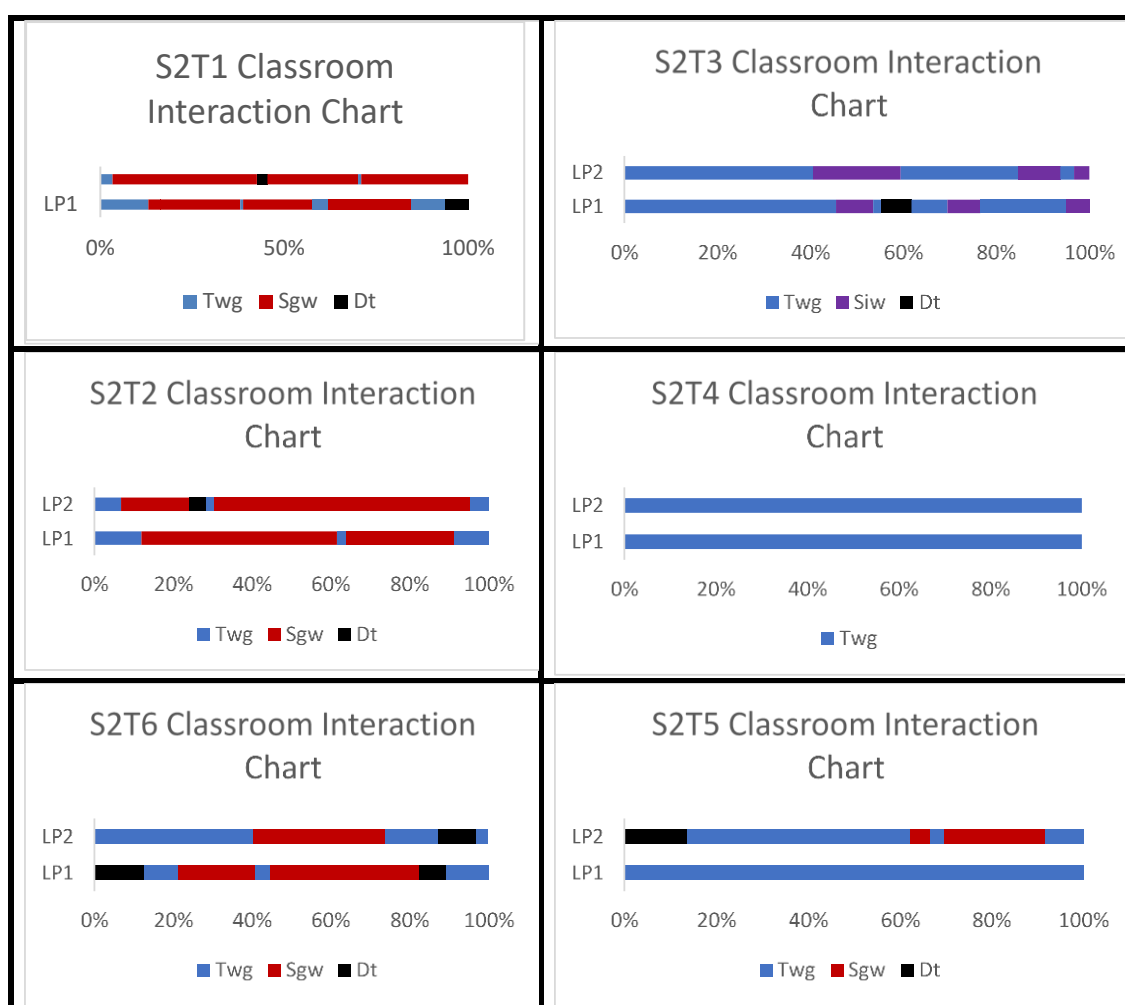 S2T1 Classroom
Interaction Chart
LP1
0% 50% 100%
Twg Sgw Dt
S2T3 Classroom Interaction
Chart
LP2
LP1
0% 20% 40% 60% 80% 100%
Twg Siw Dt
S2T2 Classroom Interaction
Chart
LP2
LP1
0% 20% 40% 60% 80% 100%
Twg Sgw Dt
S2T4 Classroom Interaction
Chart
LP2
LP1
0% 20% 40% 60% 80% 100%
Twg
S2T6 Classroom Interaction
Chart
LP2
LP1
0% 20% 40% 60% 80% 100%
Twg Sgw Dt
S2T5 Classroom Interaction
Chart
LP2
LP1
0% 20% 40% 60% 80% 100%
Twg Sgw Dt